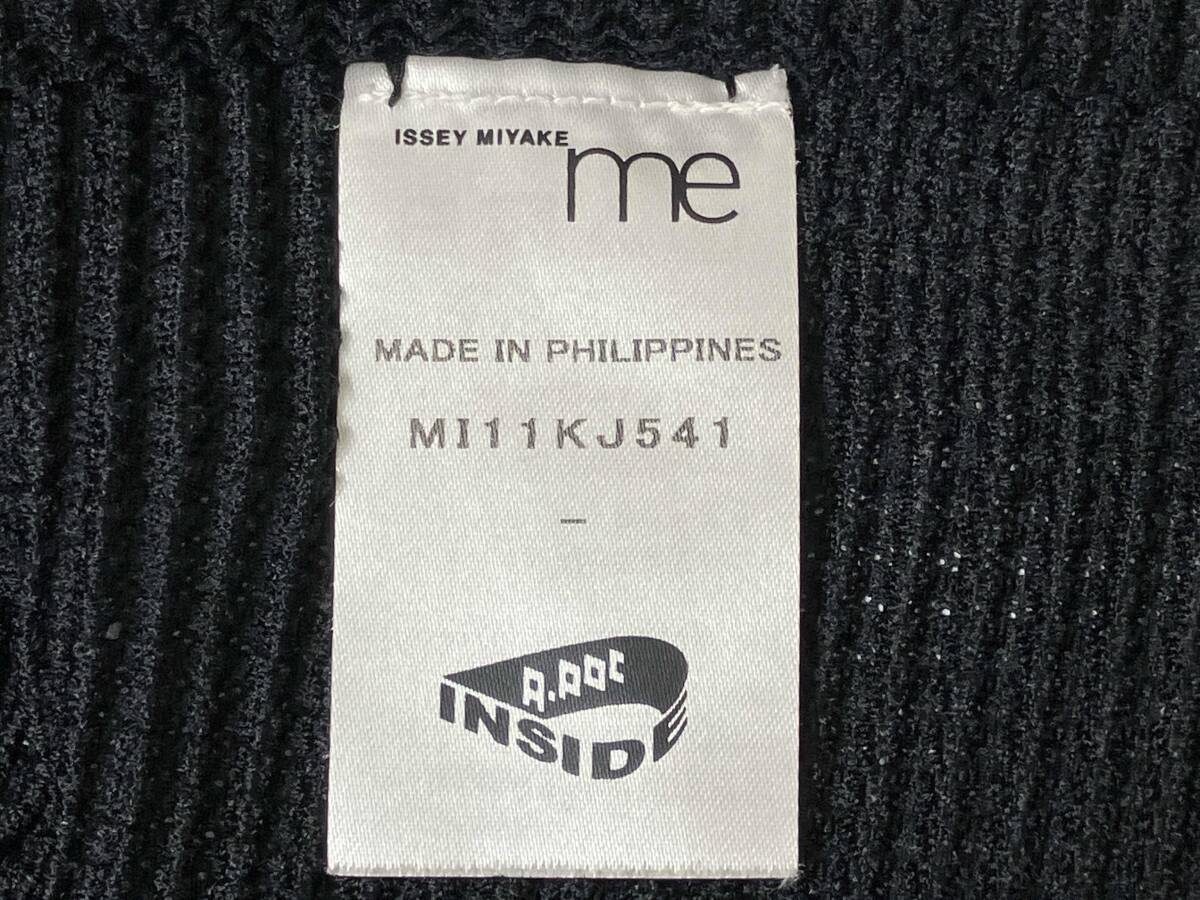 ISSEY MIYAKE
me
MADE IN PHILIPPINES
MI11KJ541
–
A.POC
INSIDE